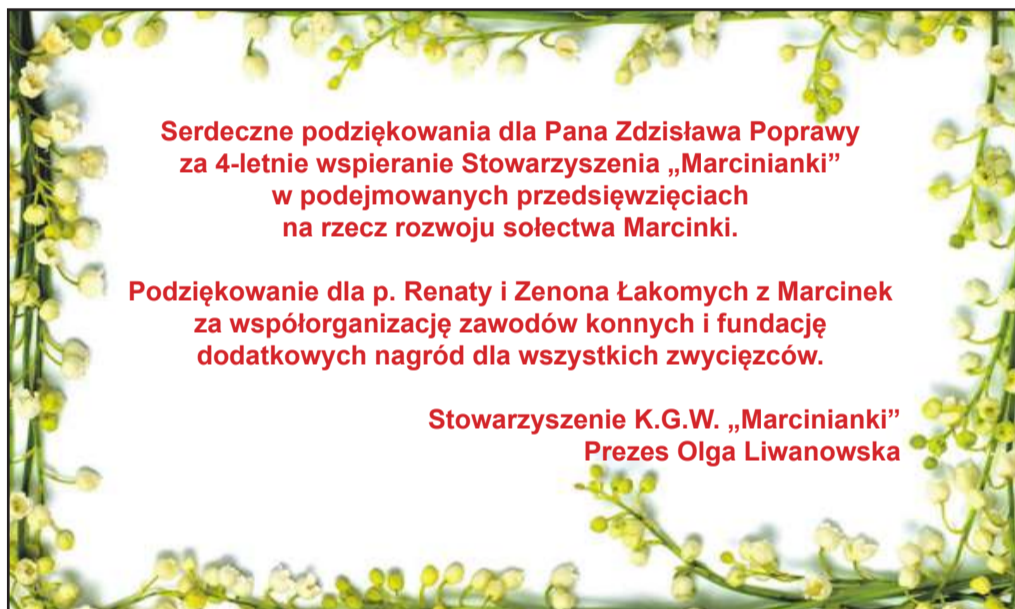 Serdeczne podziękowania dla Pana Zdzisława Poprawy
za 4-letnie wspieranie Stowarzyszenia „Marcinianki”
w podejmowanych przedsięwzięciach
na rzecz rozwoju sołectwa Marcinki.
Podziękowanie dla p. Renaty i Zenona Łakomych z Marcinek
za współorganizację zawodów konnych i fundację
dodatkowych nagród dla wszystkich zwycięzców.
Stowarzyszenie K.G.W. „Marcinianki”
Prezes Olga Liwanowska